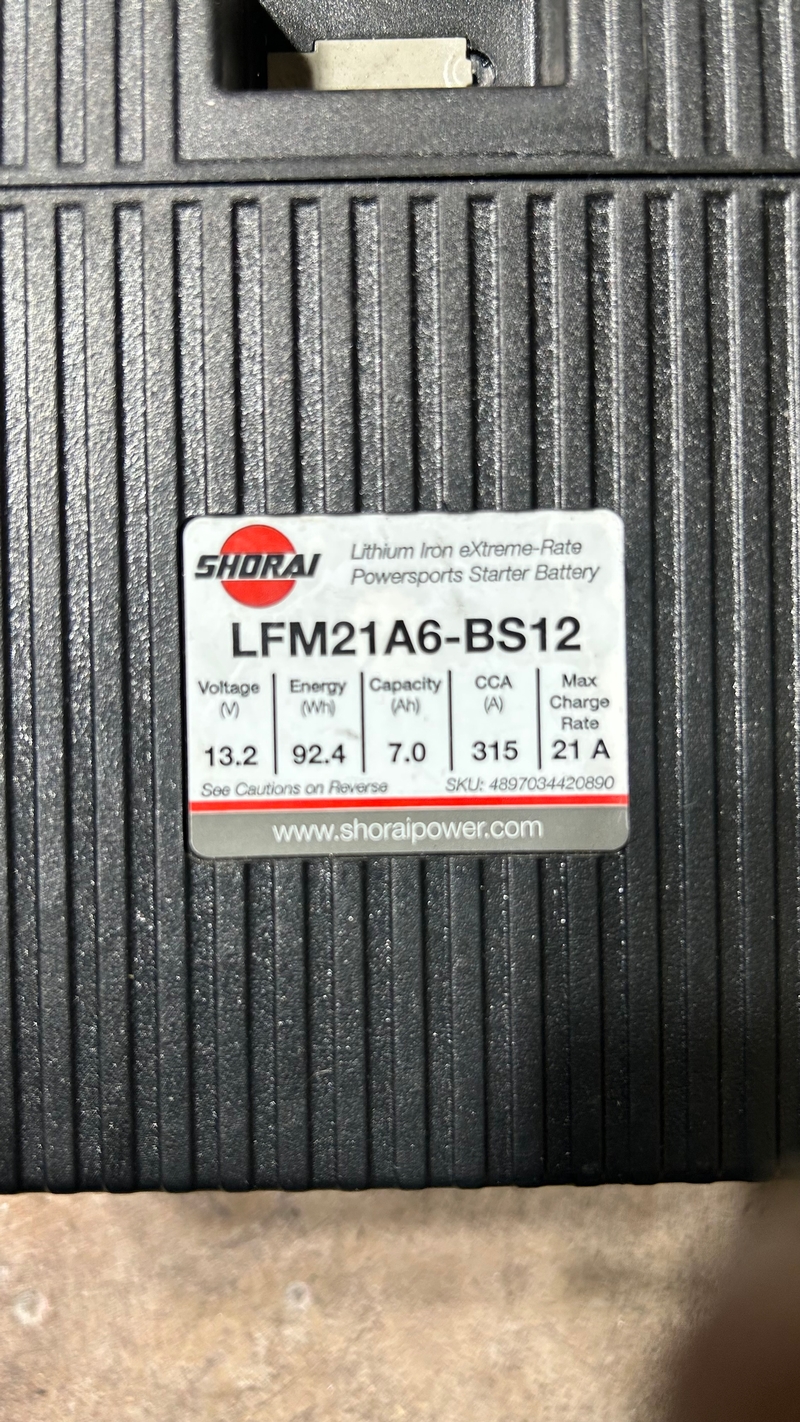 SHORAI
Lithium Iron eXtreme-Rate
Powersports Starter Battery
LFM21A6-BS12
Voltage (V) Energy (Wh) Capacity (Ah) CCA (A) Max Charge Rate
13.2 92.4 7.0 315 21 A
See Cautions on Reverse SKU: 4897034420890
www.shoraipower.com